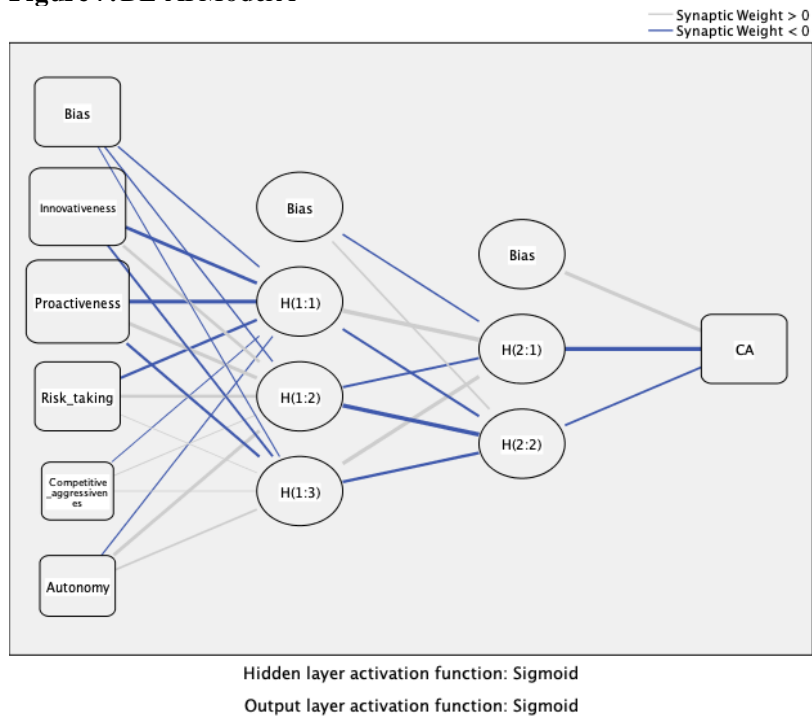 Synaptic Weight > 0
Synaptic Weight < 0
Bias
Innovativeness
Proactiveness
Risk_taking
Competitive
_aggressiven
es
Autonomy
Bias
H(1:1)
H(1:2)
H(1:3)
Bias
H(2:1)
H(2:2)
CA
Hidden layer activation function: Sigmoid
Output layer activation function: Sigmoid